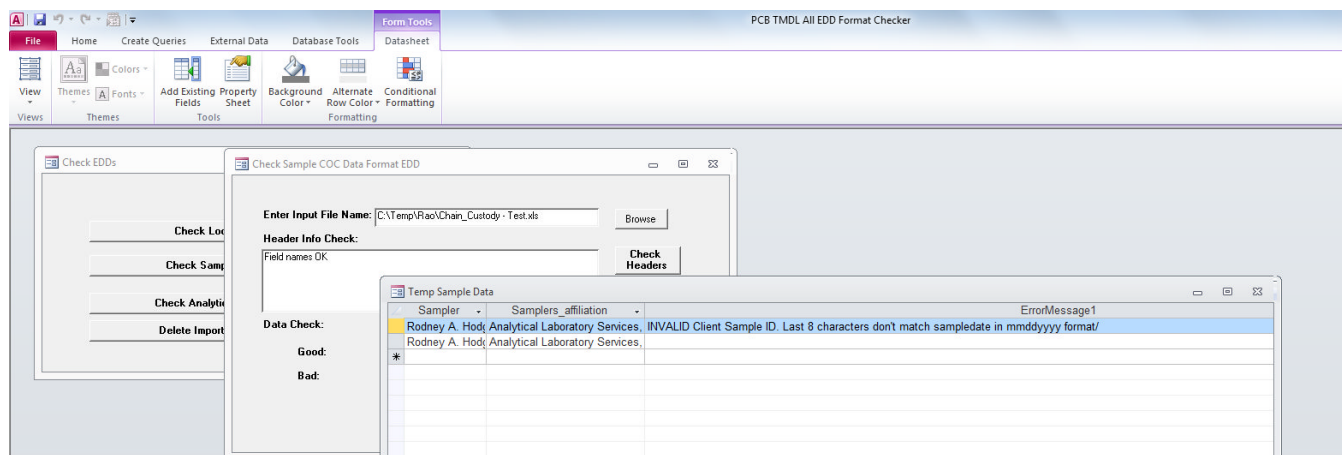 Form Tools
PCB TMDL All EDD Format Checker
File Home Create Queries External Data Database Tools Datasheet
View
Themes
Colors
Fonts
Add Existing Fields
Property Sheet
Background Color
Alternate Row Color
Conditional Formatting
Views Themes Tools Formatting
Check EDDs
Check Sample COC Data Format EDD
Enter Input File Name: C:\Temp\Rao\Chain_Custody - Test.xls Browse
Header Info Check:
Field names OK
Check Headers
Check Loc
Check Samp
Check Analytic
Delete Import
Data Check:
Good:
Bad:
Temp Sample Data
Sampler Samplers_affiliation ErrorMessage1
Rodney A. Hodg Analytical Laboratory Services, INVALID Client Sample ID. Last 8 characters don't match sampledate in mmddyyyy format/
Rodney A. Hodg Analytical Laboratory Services,